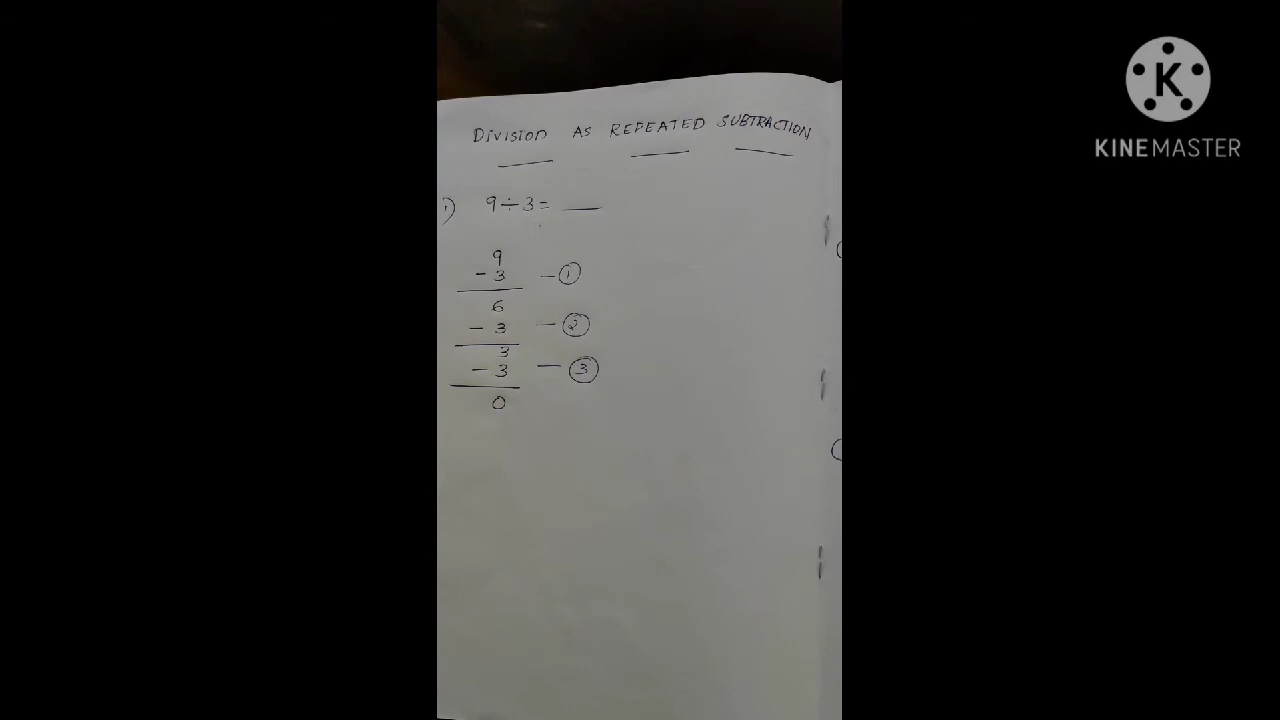 DIVISION AS REPEATED SUBTRACTION
1) 9÷3= ___
9
- 3 — 1
6
- 3 — 2
3
- 3 — 3
0
K
KINEMASTER